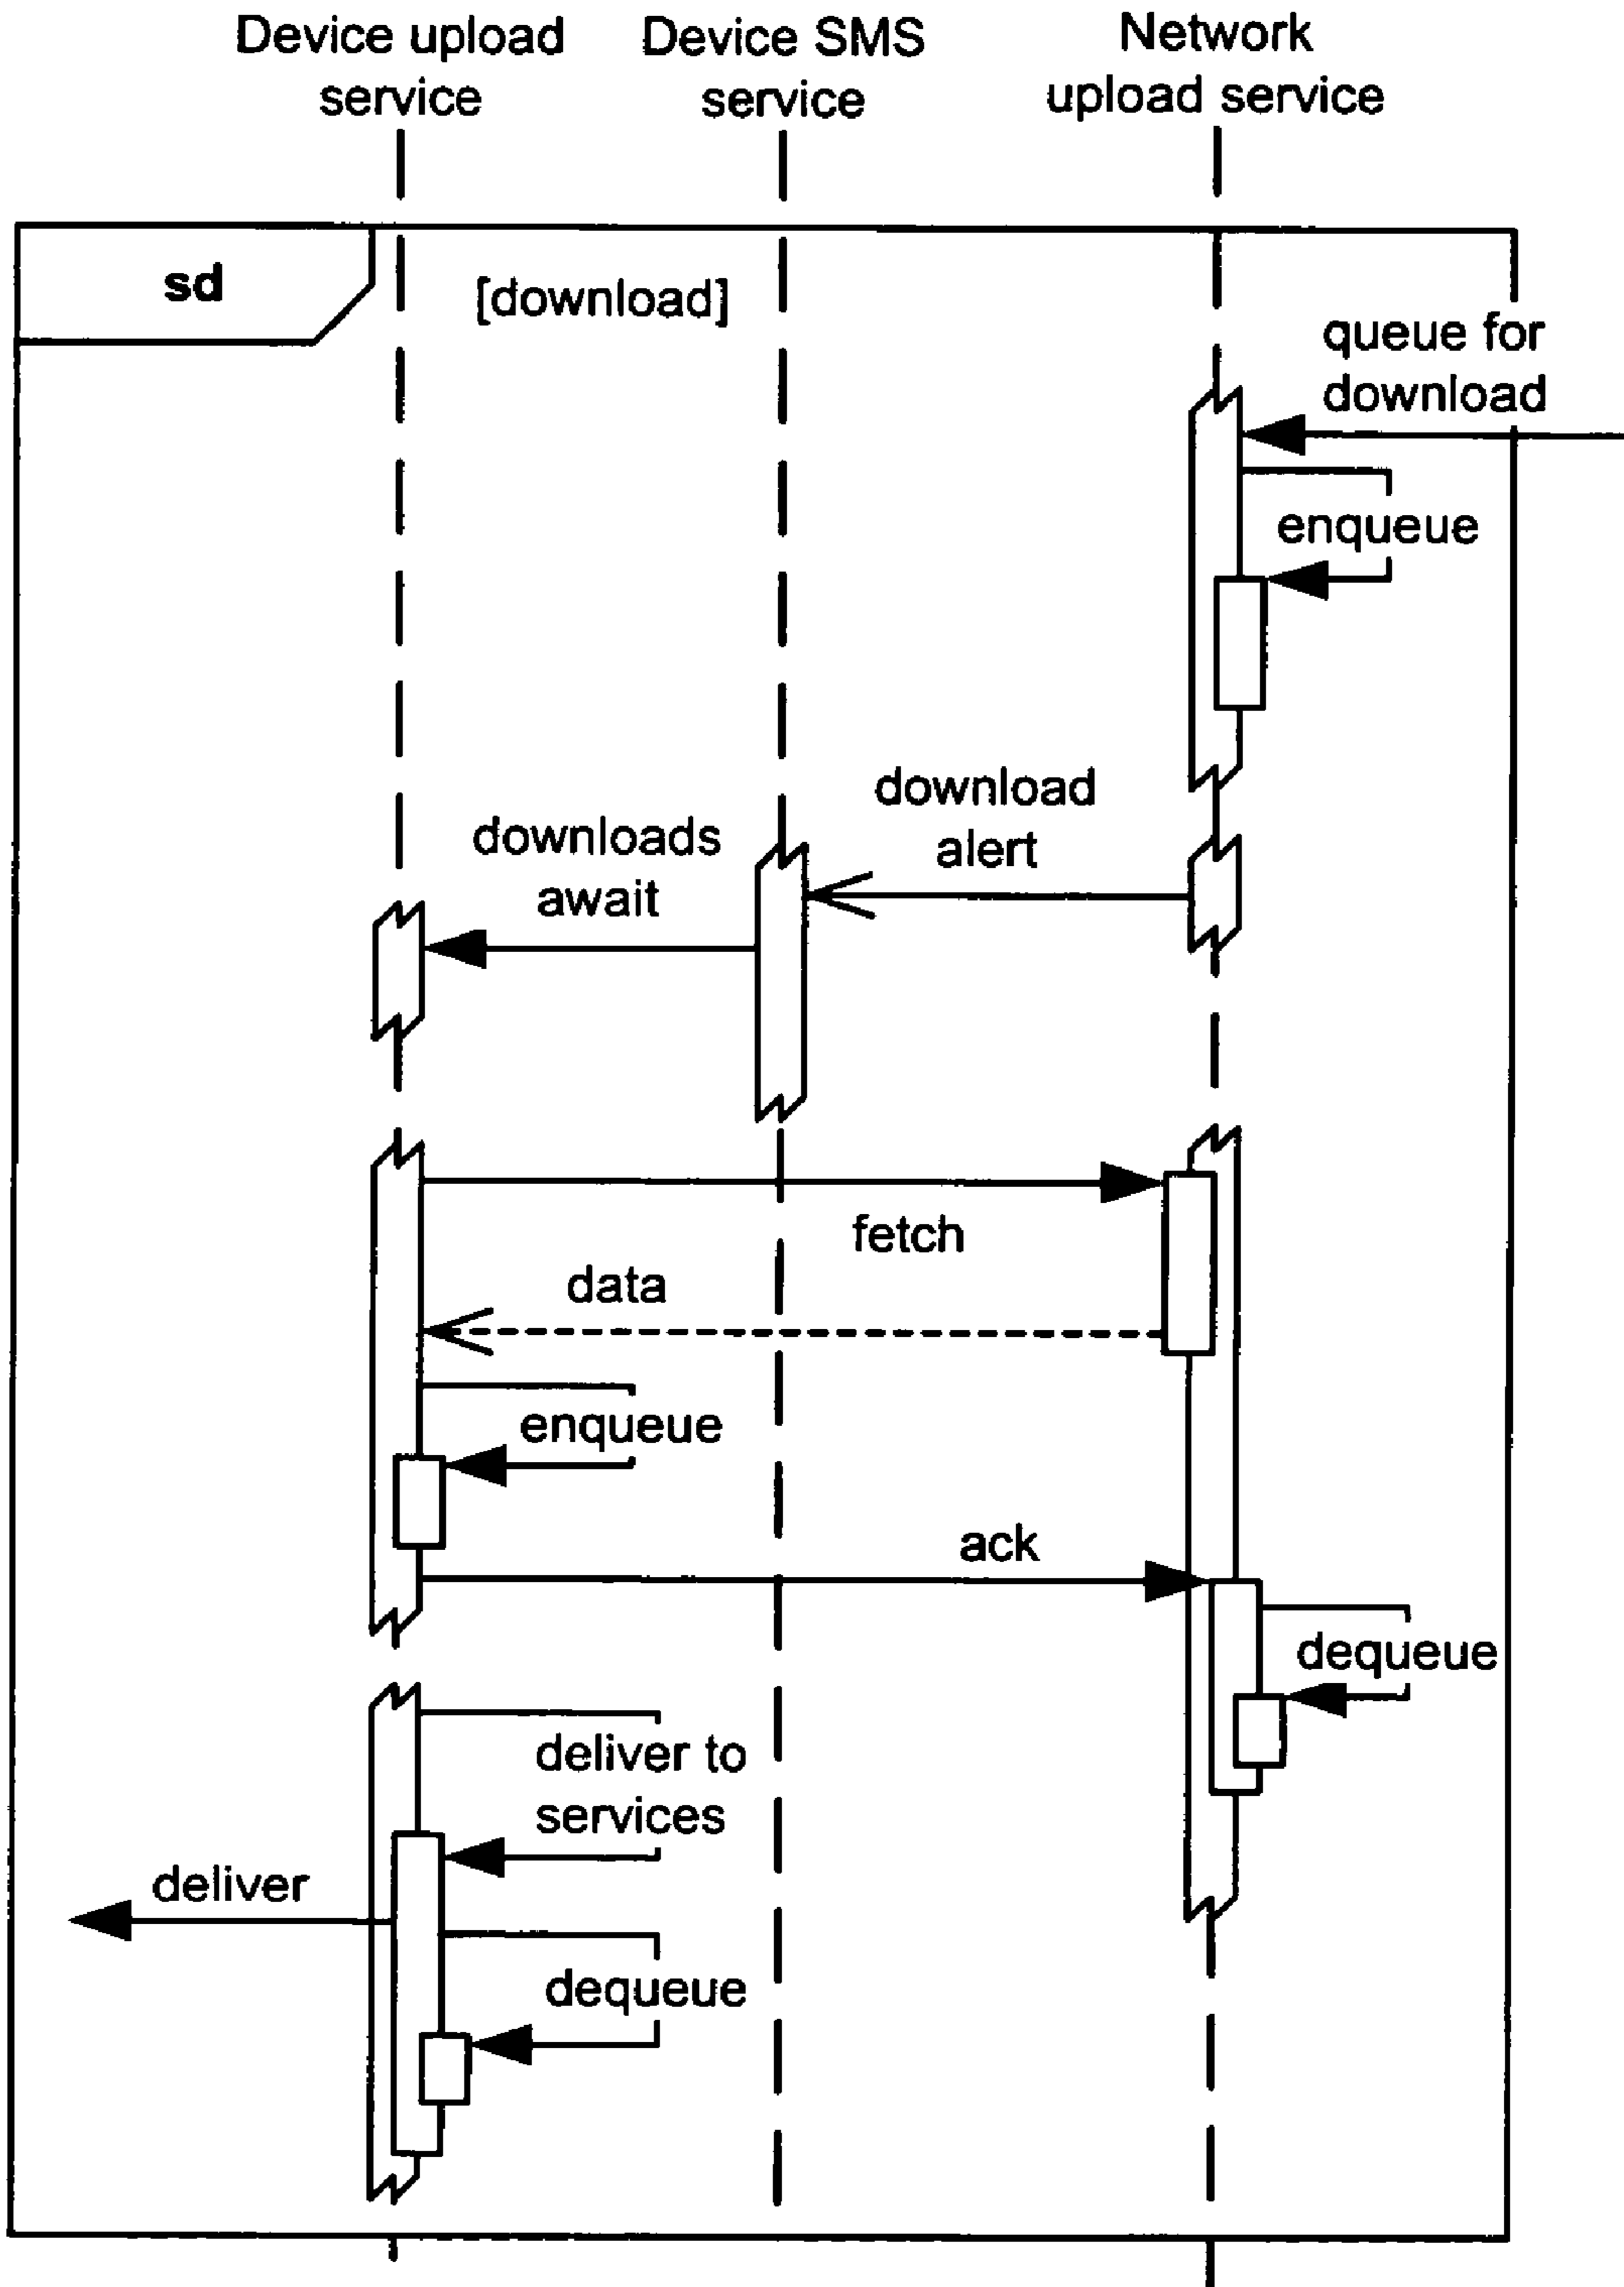 Device upload
service
Device SMS
service
Network
upload service
sd
[download]
queue for
download
enqueue
download
alert
downloads
await
fetch
data
enqueue
ack
dequeue
deliver to
services
deliver
dequeue